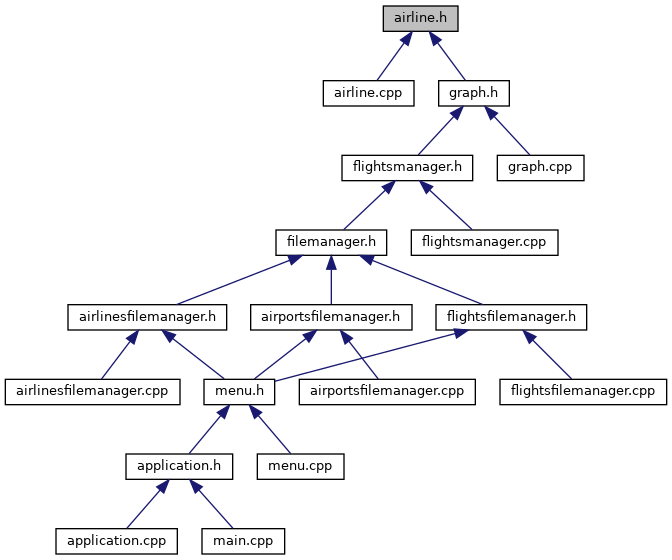 airline.h
airline.cpp
graph.h
flightsmanager.h
graph.cpp
filemanager.h
flightsmanager.cpp
airlinesfilemanager.h
airportsfilemanager.h
flightsfilemanager.h
airlinesfilemanager.cpp
menu.h
airportsfilemanager.cpp
flightsfilemanager.cpp
application.h
menu.cpp
application.cpp
main.cpp